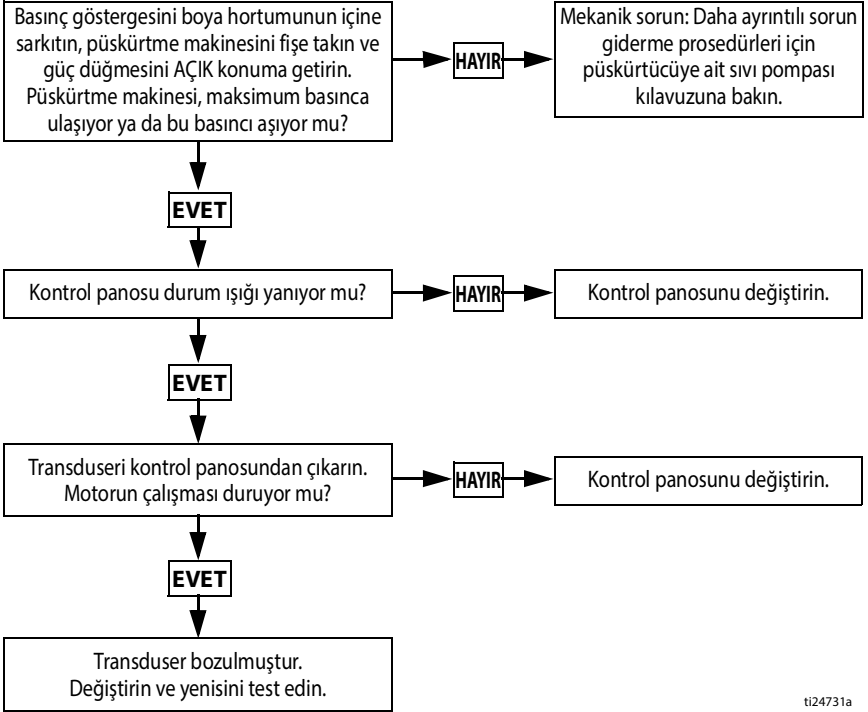 Basınç göstergesini boya hortumunun içine
sarkıtın, püskürtme makinesini fişe takın ve
güç düğmesini AÇIK konuma getirin.
Püskürtme makinesi, maksimum basınca
ulaşıyor ya da bu basıncı aşıyor mu?
HAYIR
Mekanik sorun: Daha ayrıntılı sorun
giderme prosedürleri için
püskürtücüye ait sıvı pompası
kılavuzuna bakın.
EVET
Kontrol panosu durum ışığı yanıyor mu?
HAYIR
Kontrol panosunu değiştirin.
EVET
Transduseri kontrol panosundan çıkarın.
Motorun çalışması duruyor mu?
HAYIR
Kontrol panosunu değiştirin.
EVET
Transduser bozulmuştur.
Değiştirin ve yenisini test edin.
ti24731a